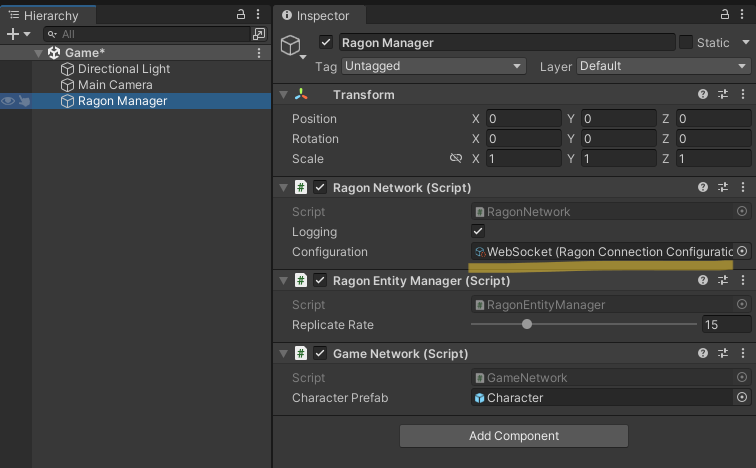 Hierarchy
All
Game*
Directional Light
Main Camera
Ragon Manager
Inspector
Ragon Manager Static
Tag Untagged Layer Default
Transform
Position X 0 Y 0 Z 0
Rotation X 0 Y 0 Z 0
Scale X 1 Y 1 Z 1
# Ragon Network (Script)
Script RagonNetwork
Logging
Configuration WebSocket (Ragon Connection Configuratio
# Ragon Entity Manager (Script)
Script RagonEntityManager
Replicate Rate 15
# Game Network (Script)
Script GameNetwork
Character Prefab Character
Add Component